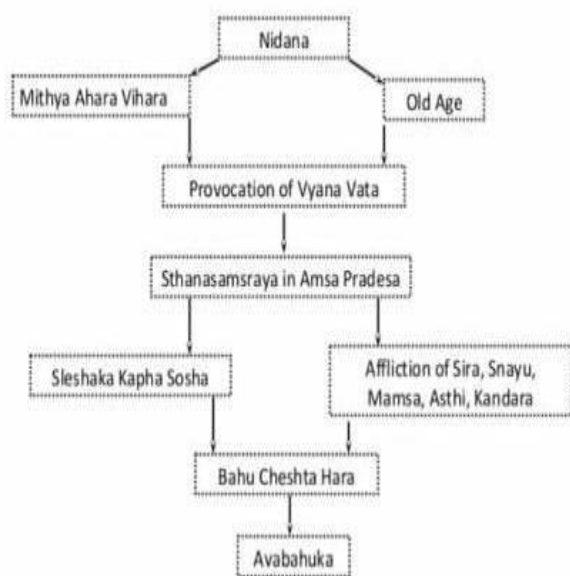 Nidana
Mithya Ahara Vihara
Old Age
Provocation of Vyana Vata
Sthanasamsraya in Amsa Pradesa
Sleshaka Kapha Sosha
Affliction of Sira, Snayu,
Mamsa, Asthi, Kandara
Bahu Cheshta Hara
Avabahuka